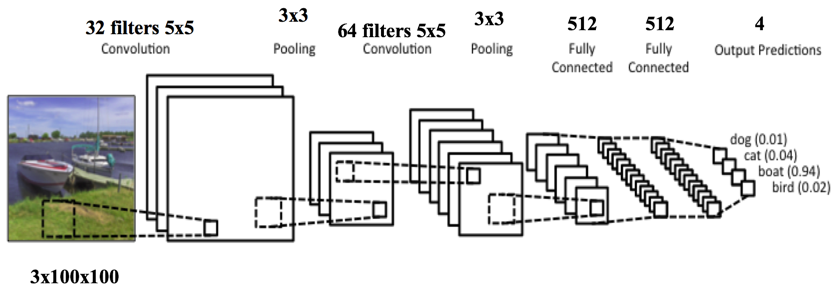 32 filters 5x5
Convolution
3x3
Pooling
64 filters 5x5
Convolution
3x3
Pooling
512
Fully
Connected
512
Fully
Connected
4
Output Predictions
dog (0.01)
cat (0.04)
boat (0.94)
bird (0.02)
3x100x100